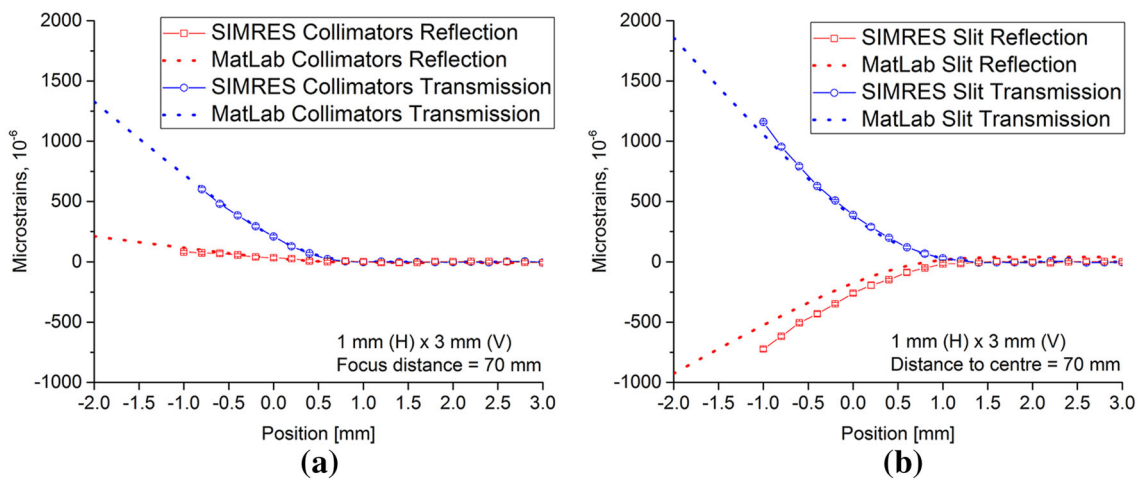 SIMRES Collimators Reflection
MatLab Collimators Reflection
SIMRES Collimators Transmission
MatLab Collimators Transmission
Microstrains, 10⁻⁶
2000
1500
1000
500
0
-500
-1000
1 mm (H) x 3 mm (V)
Focus distance = 70 mm
-2.0 -1.5 -1.0 -0.5 0.0 0.5 1.0 1.5 2.0 2.5 3.0
Position [mm]
(a)
SIMRES Slit Reflection
MatLab Slit Reflection
SIMRES Slit Transmission
MatLab Slit Transmission
Microstrains, 10⁻⁶
2000
1500
1000
500
0
-500
-1000
1 mm (H) x 3 mm (V)
Distance to centre = 70 mm
-2.0 -1.5 -1.0 -0.5 0.0 0.5 1.0 1.5 2.0 2.5 3.0
Position [mm]
(b)